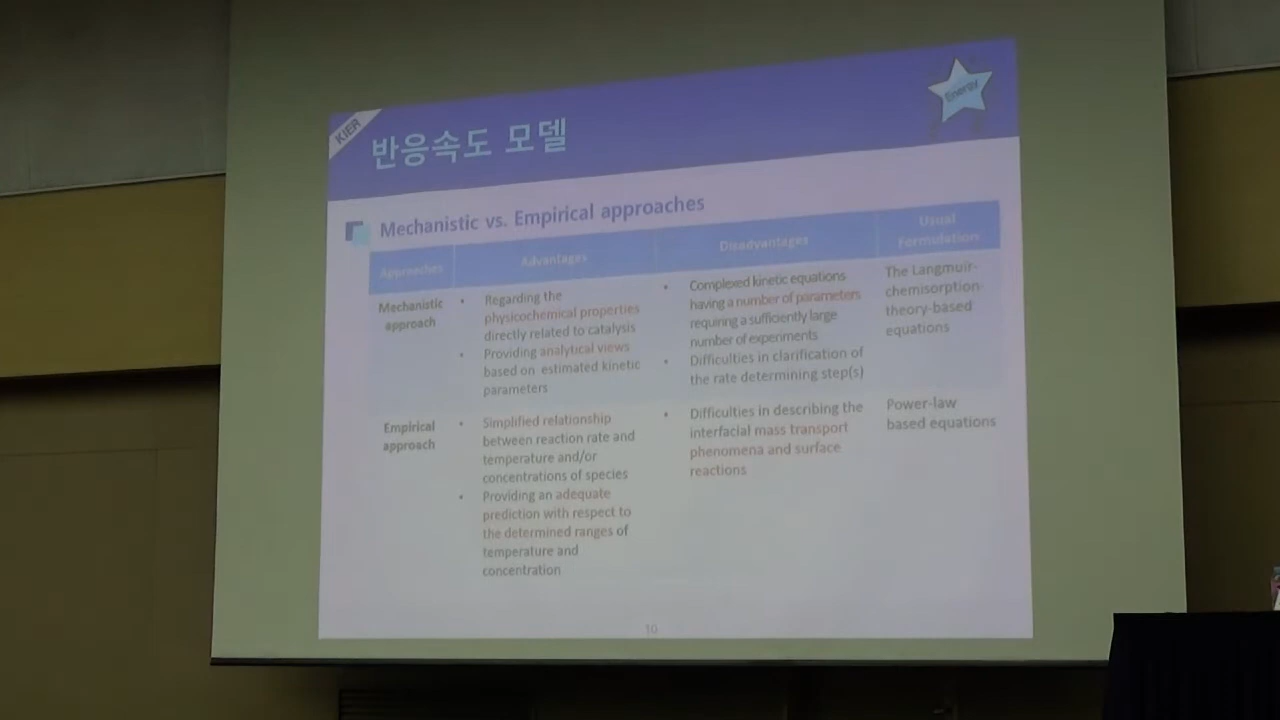 KIER
반응속도 모델
Energy
Mechanistic vs. Empirical approaches
Approaches
Advantages
Disadvantages
Usual
Formulation
Mechanistic
approach
• Regarding the
physicochemical properties
directly related to catalysis
• Providing analytical views
based on estimated kinetic
parameters
• Complexed kinetic equations
having a number of parameters
requiring a sufficiently large
number of experiments
• Difficulties in clarification of
the rate determining step(s)
The Langmuir-
chemisorption-
theory-based
equations
Empirical
approach
• Simplified relationship
between reaction rate and
temperature and/or
concentrations of species
• Providing an adequate
prediction with respect to
the determined ranges of
temperature and
concentration
• Difficulties in describing the
interfacial mass transport
phenomena and surface
reactions
Power-law
based equations
10